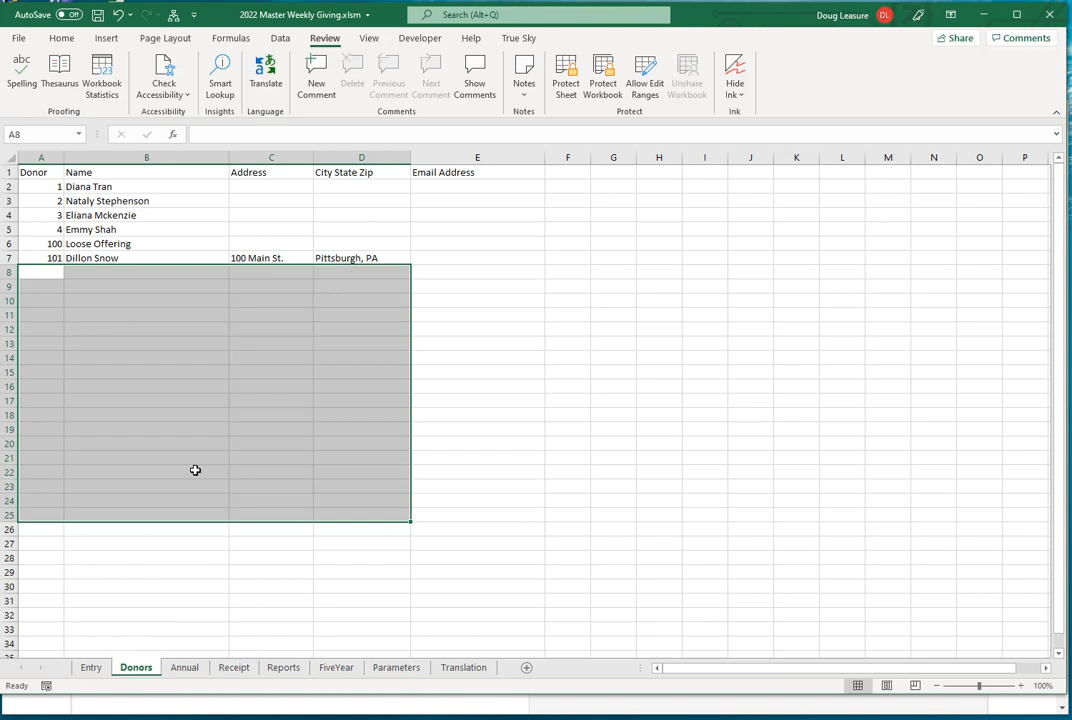 AutoSave Off 2022 Master Weekly Giving.xlsm Search (Alt+Q) Doug Leasure DL
File Home Insert Page Layout Formulas Data Review View Developer Help True Sky Share Comments
abc 123
Spelling Thesaurus Workbook Statistics Check Accessibility Smart Lookup Translate New Comment Delete Previous Comment Next Comment Show Comments Notes Protect Sheet Protect Workbook Allow Edit Ranges Unshare Workbook Hide Ink
Proofing Accessibility Insights Language Comments Notes Protect Ink
A8 fx
A B C D E F G H I J K L M N O P
1 Donor Name Address City State Zip Email Address
2 1 Diana Tran
3 2 Nataly Stephenson
4 3 Eliana Mckenzie
5 4 Emmy Shah
6 100 Loose Offering
7 101 Dillon Snow 100 Main St. Pittsburgh, PA
8
9
10
11
12
13
14
15
16
17
18
19
20
21
22
23
24
25
26
27
28
29
30
31
32
33
34
Entry Donors Annual Receipt Reports FiveYear Parameters Translation
Ready 100%